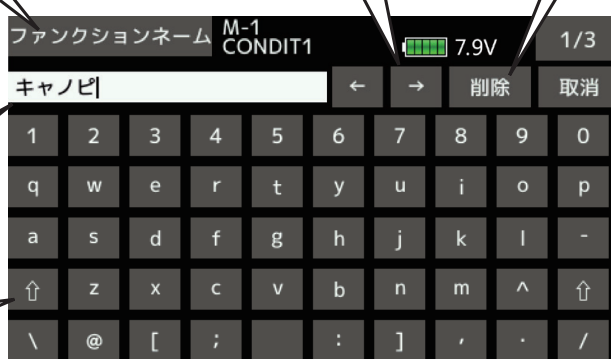 ファンクションネーム M-1 CONDIT1 7.9V 1/3
キャノピ ← → 削除 取消
1 2 3 4 5 6 7 8 9 0
q w e r t y u i o p
a s d f g h j k l -
⇧ z x c v b n m ^ ⇧
\ @ [ ; : ] , . /